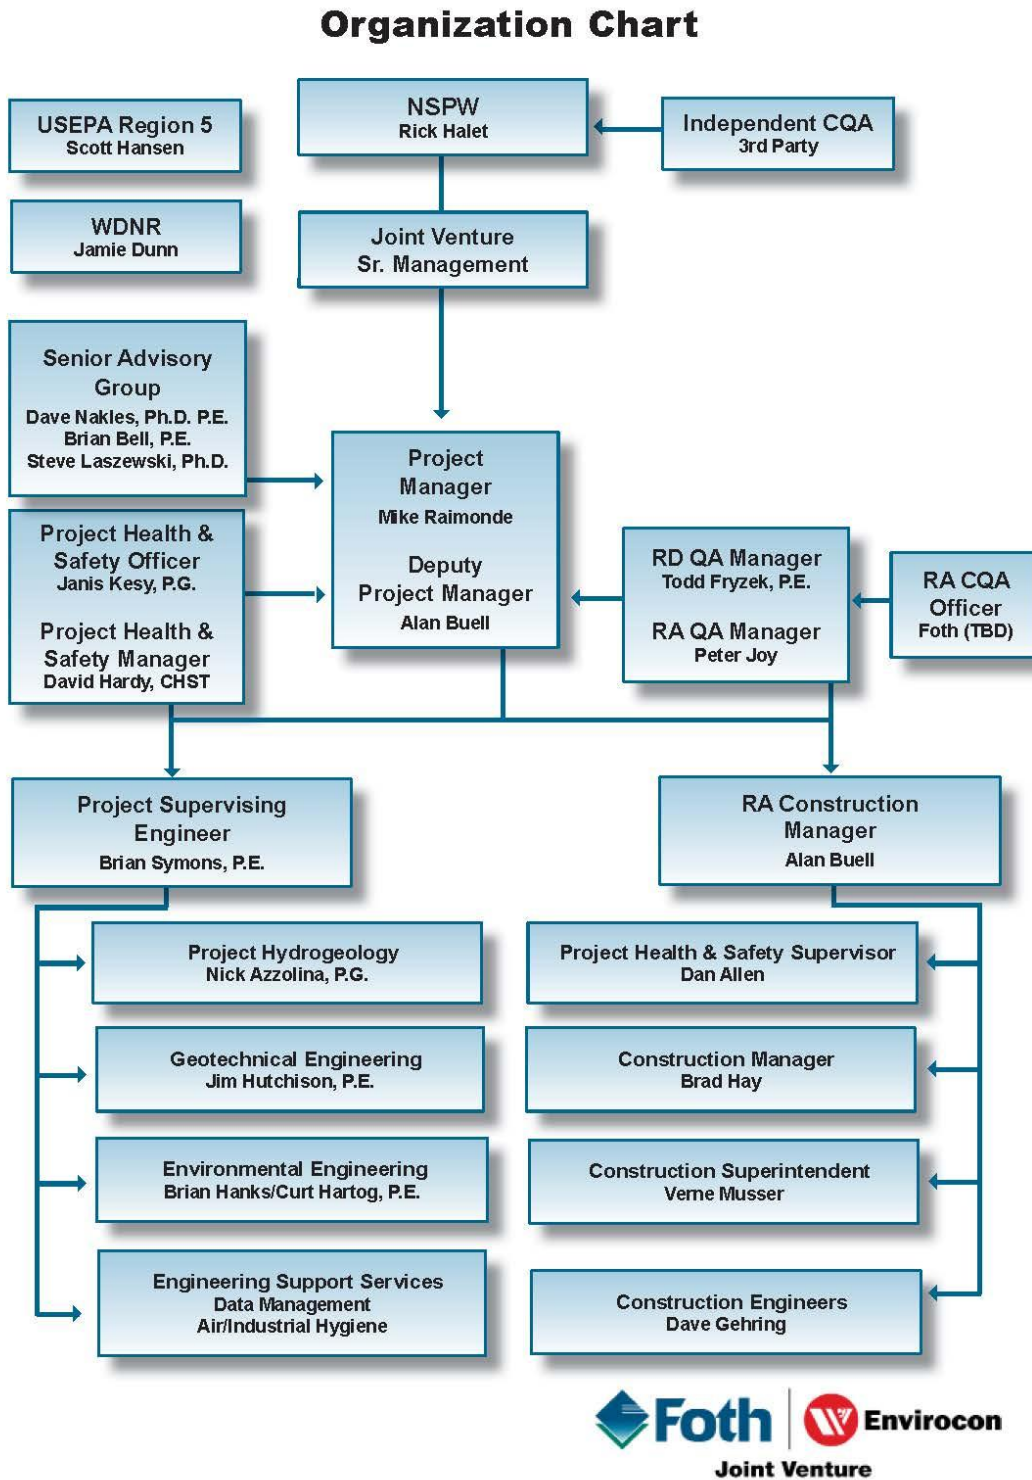 Organization Chart
NSPW
Rick Halet
USEPA Region 5
Scott Hansen
Independent CQA
3rd Party
WDNR
Jamie Dunn
Joint Venture
Sr. Management
Senior Advisory
Group
Dave Nakles, Ph.D. P.E.
Brian Bell, P.E.
Steve Laszewski, Ph.D.
Project
Manager
Mike Raimonde
Deputy
Project Manager
Alan Buell
Project Health &
Safety Officer
Janis Kesy, P.G.
Project Health &
Safety Manager
David Hardy, CHST
RD QA Manager
Todd Fryzek, P.E.
RA QA Manager
Peter Joy
RA CQA
Officer
Foth (TBD)
Project Supervising
Engineer
Brian Symons, P.E.
RA Construction
Manager
Alan Buell
Project Hydrogeology
Nick Azzolina, P.G.
Geotechnical Engineering
Jim Hutchison, P.E.
Environmental Engineering
Brian Hanks/Curt Hartog, P.E.
Engineering Support Services
Data Management
Air/Industrial Hygiene
Project Health & Safety Supervisor
Dan Allen
Construction Manager
Brad Hay
Construction Superintendent
Verne Musser
Construction Engineers
Dave Gehring
Foth
Envirocon
Joint Venture